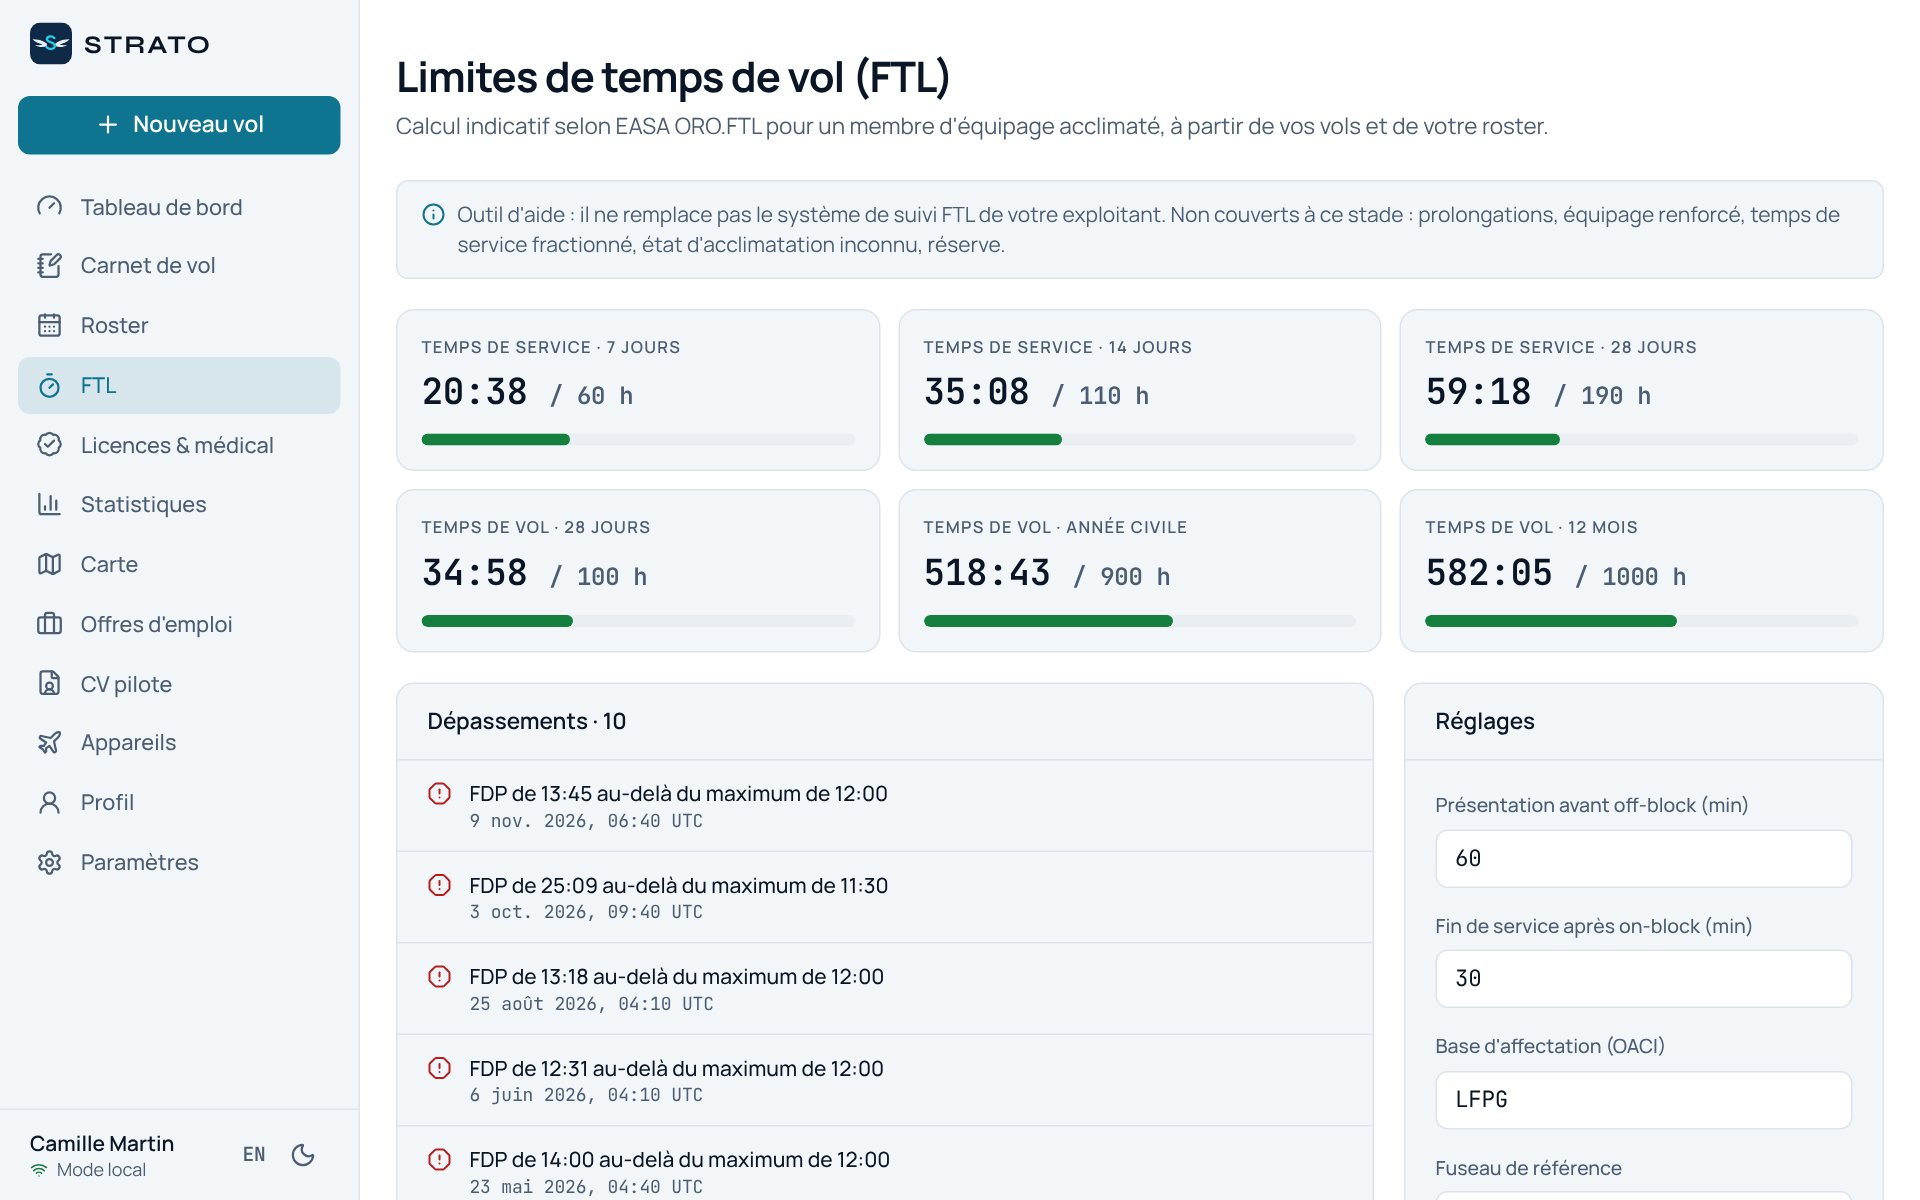 STRATO
Nouveau vol
Tableau de bord
Carnet de vol
Roster
FTL
Licences & médical
Statistiques
Carte
Offres d'emploi
CV pilote
Appareils
Profil
Paramètres
Camille Martin
Mode local
EN
Limites de temps de vol (FTL)
Calcul indicatif selon EASA ORO.FTL pour un membre d'équipage acclimaté, à partir de vos vols et de votre roster.
Outil d'aide : il ne remplace pas le système de suivi FTL de votre exploitant. Non couverts à ce stade : prolongations, équipage renforcé, temps de
service fractionné, état d'acclimatation inconnu, réserve.
TEMPS DE SERVICE · 7 JOURS
20:38 / 60 h
TEMPS DE SERVICE · 14 JOURS
35:08 / 110 h
TEMPS DE SERVICE · 28 JOURS
59:18 / 190 h
TEMPS DE VOL · 28 JOURS
34:58 / 100 h
TEMPS DE VOL · ANNÉE CIVILE
518:43 / 900 h
TEMPS DE VOL · 12 MOIS
582:05 / 1000 h
Dépassements · 10
FDP de 13:45 au-delà du maximum de 12:00
9 nov. 2026, 06:40 UTC
FDP de 25:09 au-delà du maximum de 11:30
3 oct. 2026, 09:40 UTC
FDP de 13:18 au-delà du maximum de 12:00
25 août 2026, 04:10 UTC
FDP de 12:31 au-delà du maximum de 12:00
6 juin 2026, 04:10 UTC
FDP de 14:00 au-delà du maximum de 12:00
23 mai 2026, 04:40 UTC
Réglages
Présentation avant off-block (min)
60
Fin de service après on-block (min)
30
Base d'affectation (OACI)
LFPG
Fuseau de référence